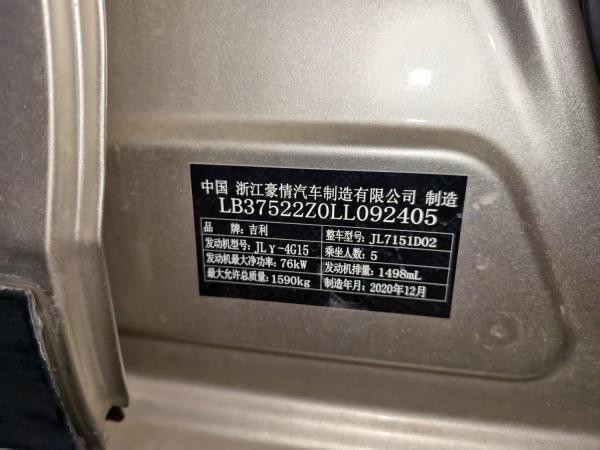 中国 浙江豪情汽车制造有限公司 制造
LB37522Z0LL092405
品 牌：吉利 整车型号：JL7151D02
发动机型号：JLγ-4G15 乘坐人数：5
发动机最大净功率：76kW 发动机排量：1498mL
最大允许总质量：1590kg 制造年月：2020年12月